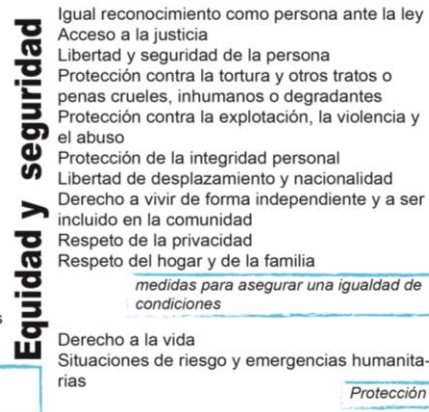 Equidad y seguridad
Igual reconocimiento como persona ante la ley
Acceso a la justicia
Libertad y seguridad de la persona
Protección contra la tortura y otros tratos o
penas crueles, inhumanos o degradantes
Protección contra la explotación, la violencia y
el abuso
Protección de la integridad personal
Libertad de desplazamiento y nacionalidad
Derecho a vivir de forma independiente y a ser
incluido en la comunidad
Respeto de la privacidad
Respeto del hogar y de la familia
medidas para asegurar una igualdad de
condiciones
Derecho a la vida
Situaciones de riesgo y emergencias humanita-
rias
Protección